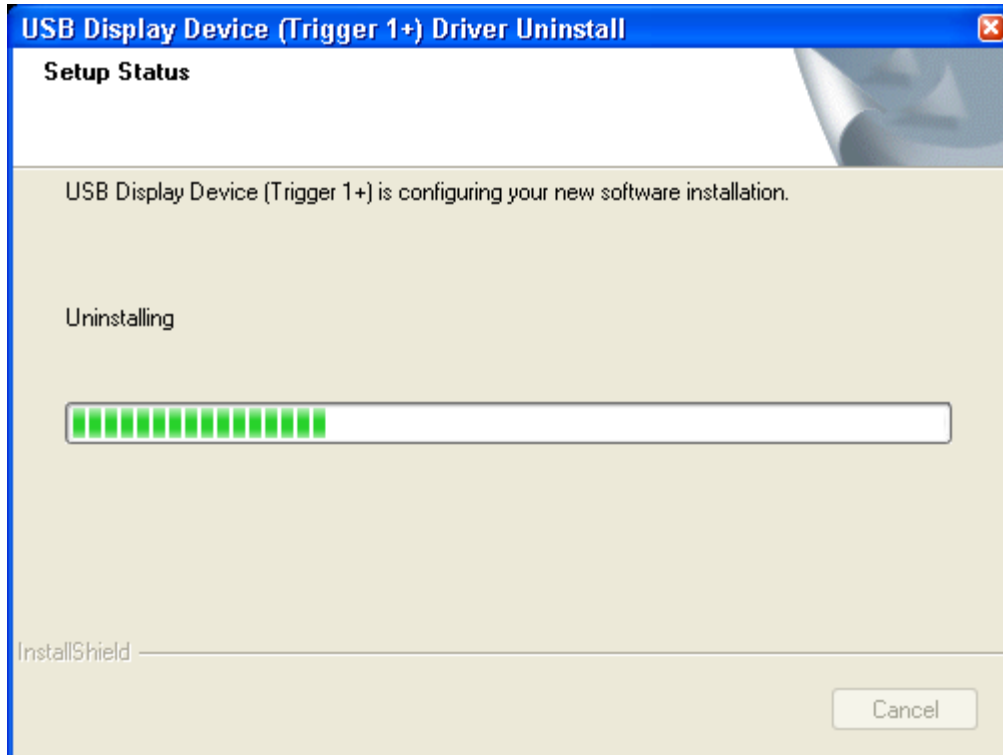 USB Display Device (Trigger 1+) Driver Uninstall
Setup Status
USB Display Device (Trigger 1+) is configuring your new software installation.
Uninstalling
InstallShield
Cancel